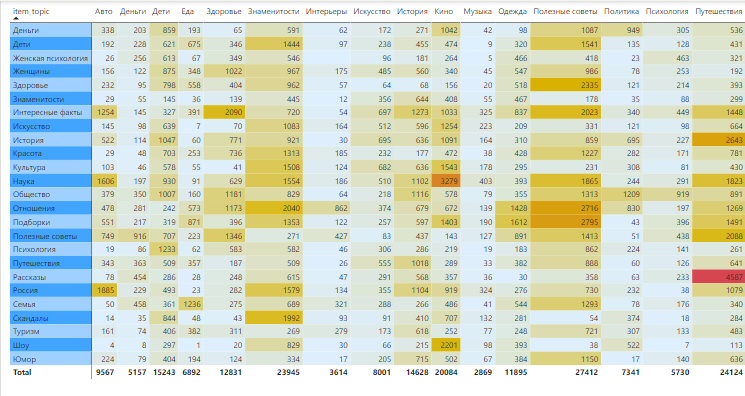 item_topic Авто Деньги Дети Еда Здоровье Знаменитости Интерьеры Искусство История Кино Музыка Одежда Полезные советы Политика Психология Путешествия
Деньги 338 203 859 193 65 591 62 172 271 1042 42 98 1087 949 305 536
Дети 192 228 621 675 346 1444 97 238 455 474 9 320 1541 135 128 431
Женская психология 26 256 613 67 349 546 96 181 264 5 466 418 23 463 321
Женщины 156 122 875 348 1022 967 175 485 560 340 45 547 986 78 253 192
Здоровье 232 95 798 558 404 962 57 64 68 156 20 518 2335 121 214 393
Знаменитости 29 55 145 36 139 445 12 356 644 408 55 467 178 35 88 299
Интересные факты 1254 145 327 391 2090 720 54 697 1273 1033 325 837 2023 340 449 1448
Искусство 145 98 639 7 70 1083 164 512 596 1254 223 209 331 121 98 664
История 522 114 1047 60 771 921 30 695 636 1091 164 310 859 695 227 2643
Красота 29 48 703 253 736 1313 185 232 177 472 38 428 1227 282 171 781
Культура 103 46 578 55 41 1508 124 682 636 1543 178 295 231 308 81 430
Наука 1606 197 930 91 629 1554 186 510 1102 3279 403 393 1865 244 291 1823
Общество 379 350 1007 160 1181 829 64 218 1116 578 79 355 1313 1209 919 891
Отношения 478 281 242 573 1173 2040 862 374 679 672 139 1428 2716 830 197 1269
Подборки 551 217 319 871 396 1353 122 257 597 1403 190 1612 2795 43 396 1491
Полезные советы 749 916 707 223 1346 271 427 83 437 143 127 891 1413 51 438 2088
Психология 19 86 1233 62 583 582 46 306 286 219 19 183 862 224 141 261
Путешествия 343 363 509 357 187 509 26 555 1018 289 33 382 888 60 126 641
Рассказы 78 454 286 28 248 615 47 291 568 357 36 30 358 63 233 4587
Россия 1885 229 493 23 282 1579 134 355 1104 919 324 276 730 232 38 1079
Семья 50 458 361 1236 275 689 321 288 266 486 41 544 1293 78 176 340
Скандалы 14 35 844 48 43 1992 93 91 410 707 132 281 54 374 18 284
Туризм 161 74 406 382 311 269 279 173 618 252 77 248 721 307 133 483
Шоу 4 8 297 1 20 829 30 66 215 2201 98 393 38 522 7 113
Юмор 224 79 404 194 124 334 17 205 715 502 67 384 1150 17 140 636
Total 9567 5157 15243 6892 12831 23945 3614 8001 14628 20084 2869 11895 27412 7341 5730 24124